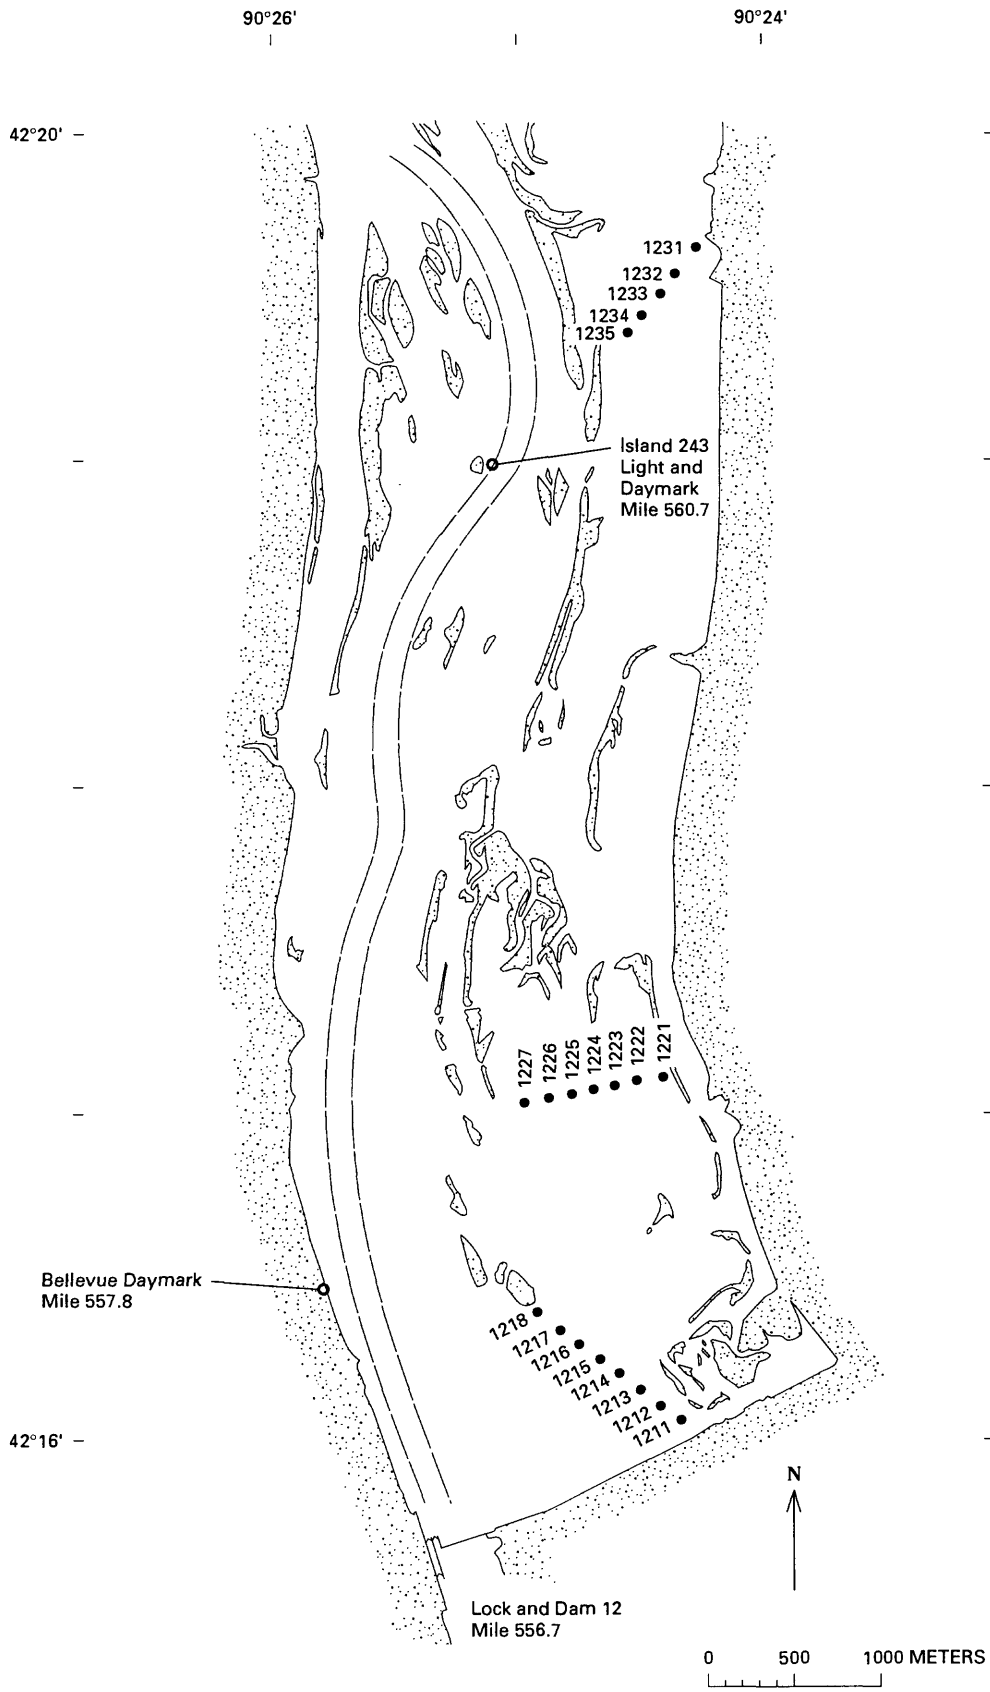 90°26' 90°24'
42°20'
1231
1232
1233
1234
1235
Island 243
Light and
Daymark
Mile 560.7
1227 1226 1225 1224 1223 1222 1221
Bellevue Daymark
Mile 557.8
1218
1217
1216
1215
1214
1213
1212
1211
42°16'
N
Lock and Dam 12
Mile 556.7
0 500 1000 METERS